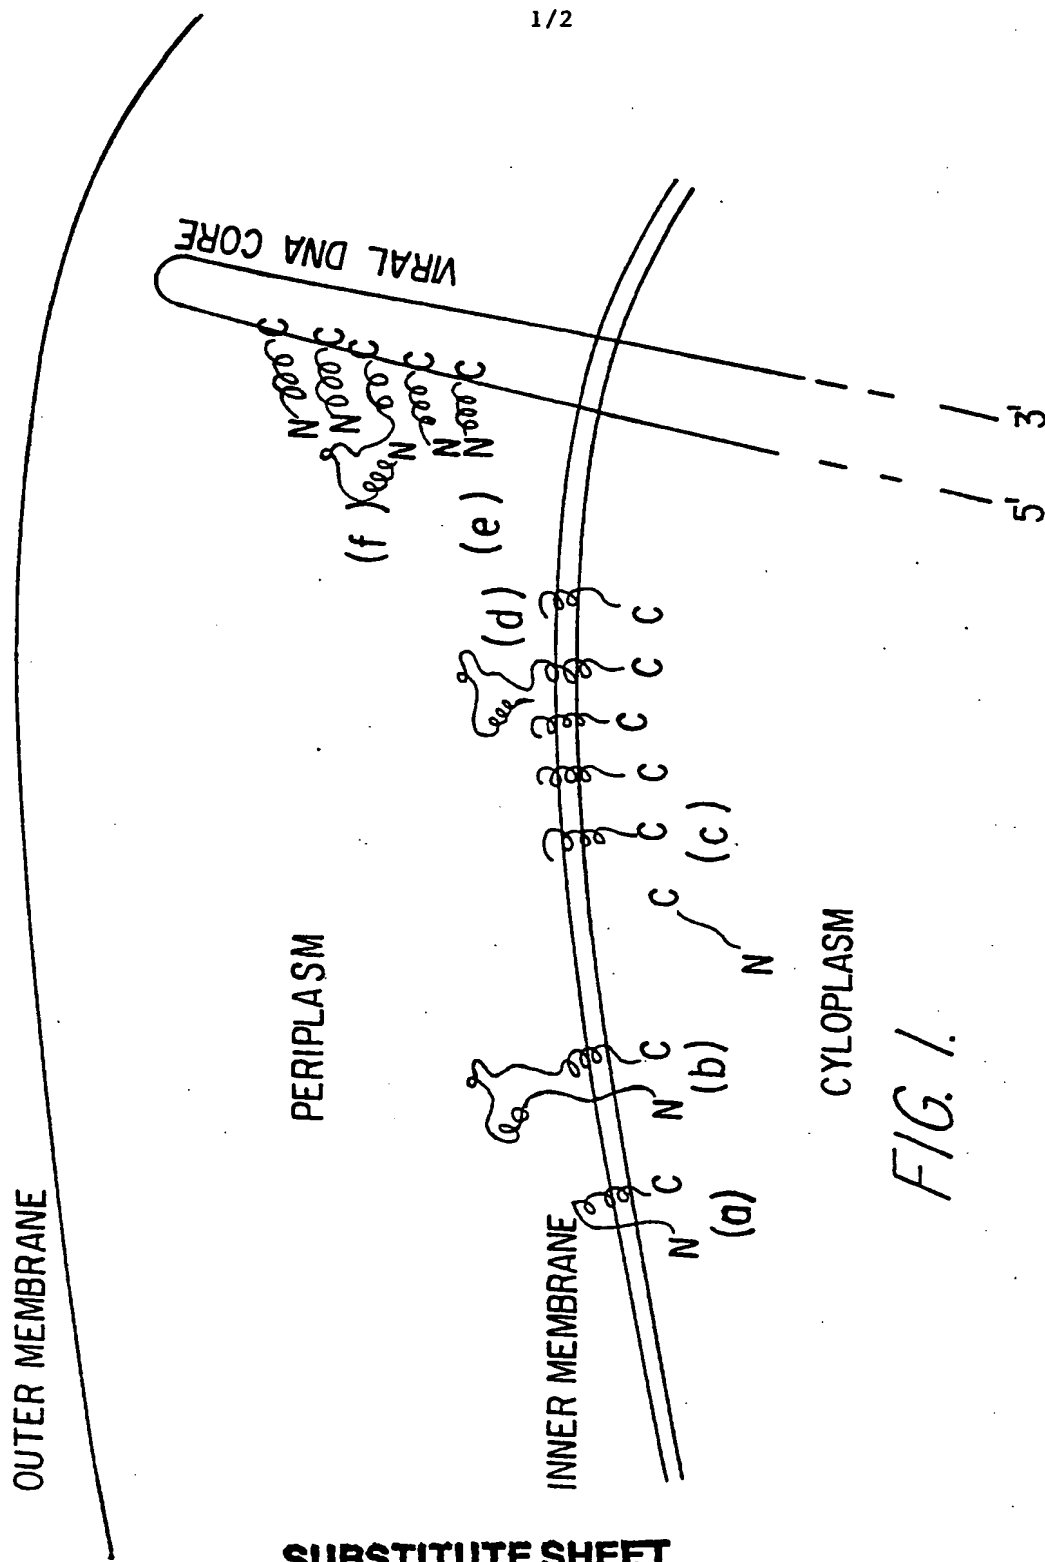 1/2
OUTER MEMBRANE
PERIPLASM
VIRAL DNA CORE
C
C
C
C
C
N
N
N
N
N
(f)
(e)
(d)
INNER MEMBRANE
N
C
(a)
N
C
(b)
N
C
C
C
C
C
C
(c)
CYLOPLASM
5'
3'
FIG. 1.
SUBSTITUTE SHEET